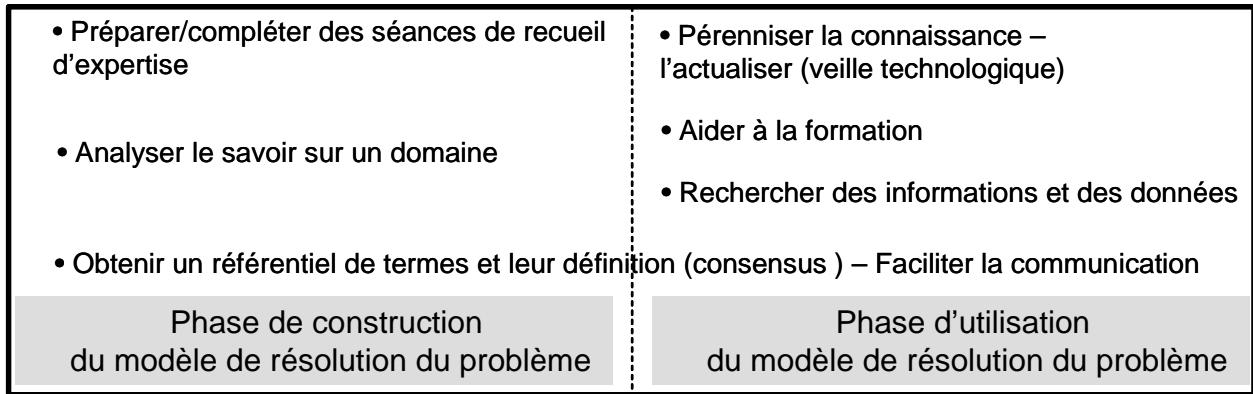 • Préparer/compléter des séances de recueil
d’expertise
• Analyser le savoir sur un domaine
• Pérenniser la connaissance –
l’actualiser (veille technologique)
• Aider à la formation
• Rechercher des informations et des données
• Obtenir un référentiel de termes et leur définition (consensus ) – Faciliter la communication
Phase de construction
du modèle de résolution du problème
Phase d’utilisation
du modèle de résolution du problème